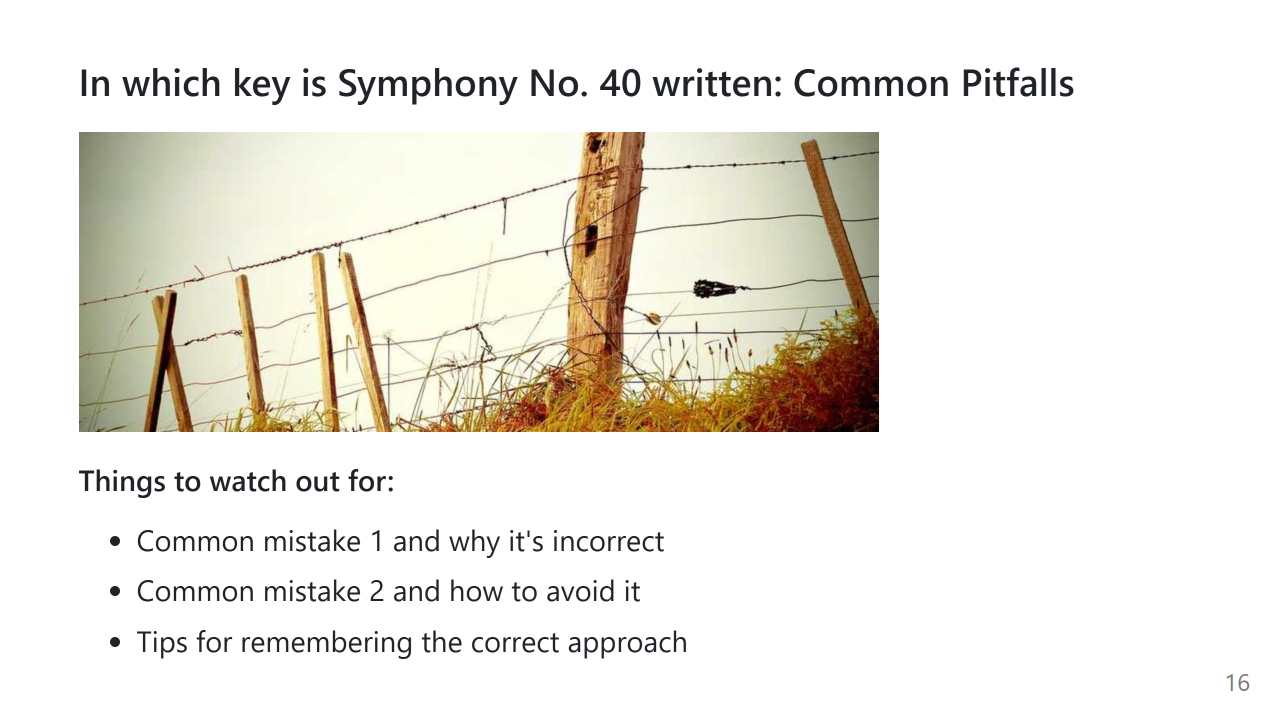 In which key is Symphony No. 40 written: Common Pitfalls
Things to watch out for:
Common mistake 1 and why it's incorrect
Common mistake 2 and how to avoid it
Tips for remembering the correct approach
16